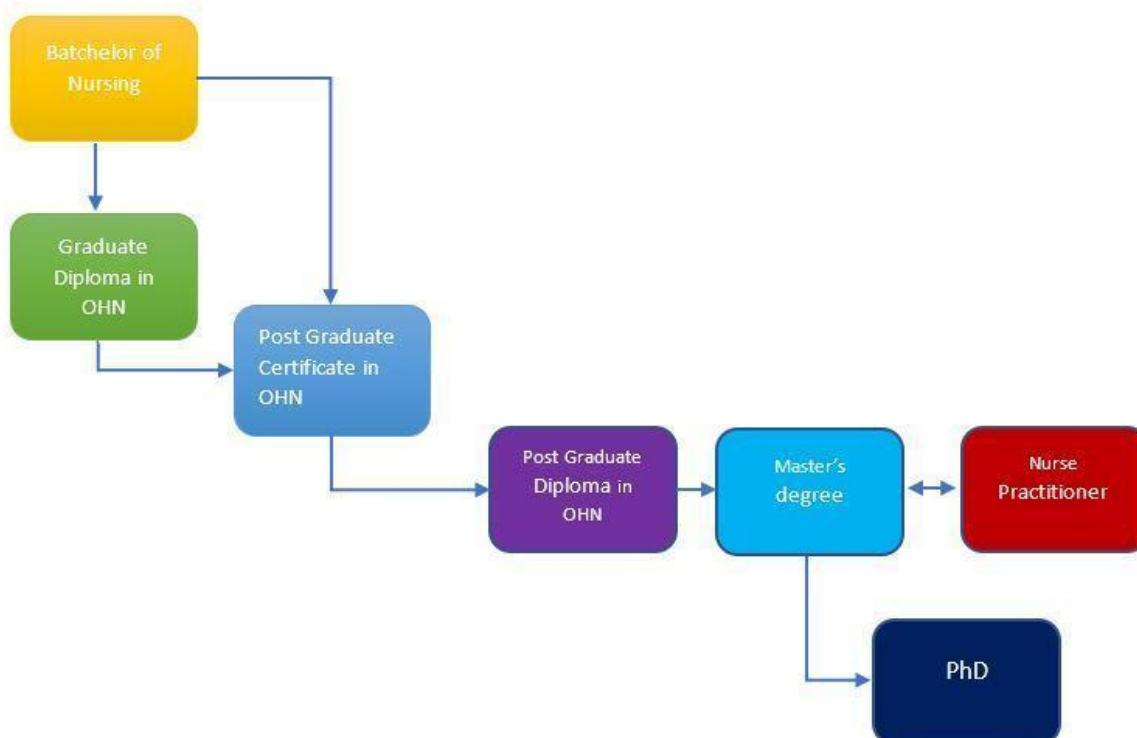 Batchelor of
Nursing
Graduate
Diploma in
OHN
Post Graduate
Certificate in
OHN
Post Graduate
Diploma in
OHN
Master's
degree
Nurse
Practitioner
PhD